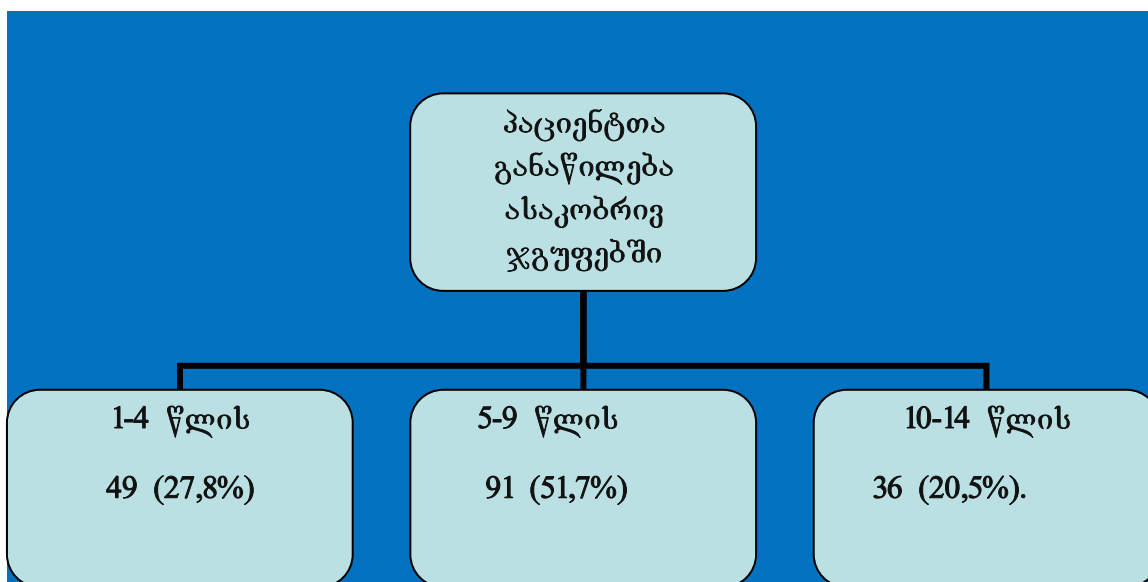 პაციენტთა
განაწილება
ასაკობრივ
ჯგუფებში
1-4 წლის
49 (27,8%)
5-9 წლის
91 (51,7%)
10-14 წლის
36 (20,5%).